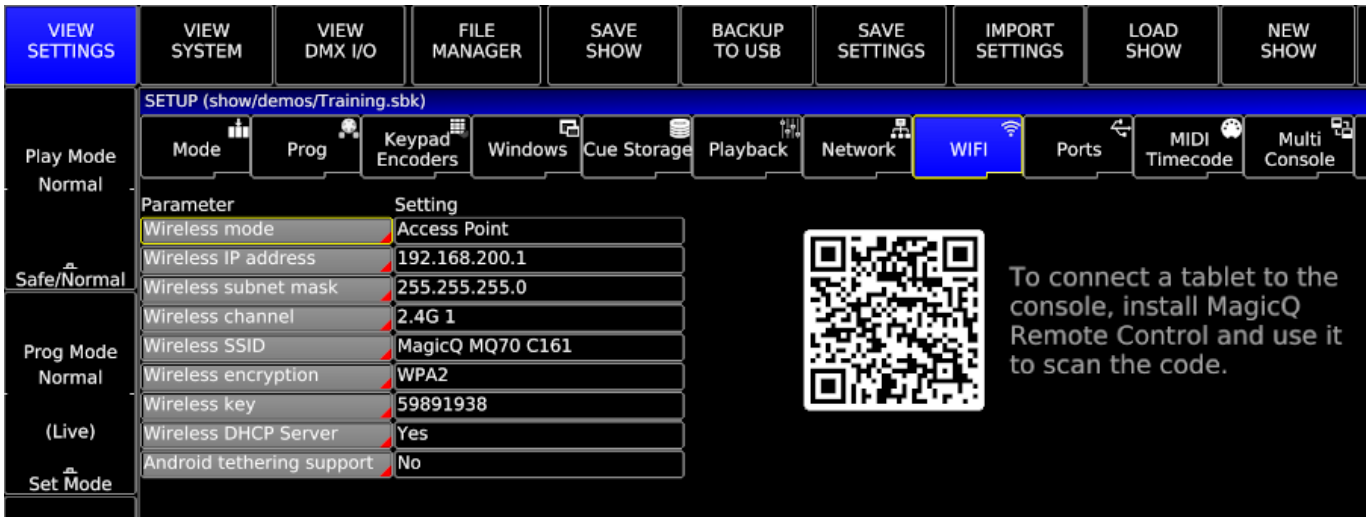 VIEW SETTINGS
VIEW SYSTEM
VIEW DMX I/O
FILE MANAGER
SAVE SHOW
BACKUP TO USB
SAVE SETTINGS
IMPORT SETTINGS
LOAD SHOW
NEW SHOW
SETUP (show/demos/Training.sbk)
Mode
Prog
Keypad Encoders
Windows
Cue Storage
Playback
Network
WIFI
Ports
MIDI Timecode
Multi Console
Play Mode
Normal
Safe/Normal
Prog Mode
Normal
(Live)
Set Mode
Parameter Setting
Wireless mode Access Point
Wireless IP address 192.168.200.1
Wireless subnet mask 255.255.255.0
Wireless channel 2.4G 1
Wireless SSID MagicQ MQ70 C161
Wireless encryption WPA2
Wireless key 59891938
Wireless DHCP Server Yes
Android tethering support No
To connect a tablet to the
console, install MagicQ
Remote Control and use it
to scan the code.